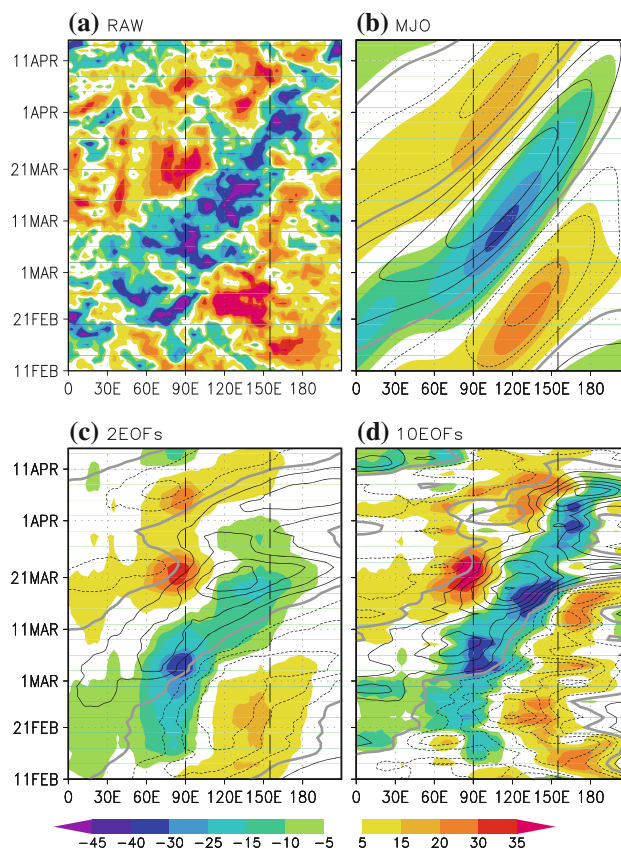 (a) RAW
(b) MJO
11APR
1APR
21MAR
11MAR
1MAR
21FEB
11FEB
0 30E 60E 90E 120E 150E 180
0 30E 60E 90E 120E 150E 180
(c) 2EOFs
(d) 10EOFs
11APR
1APR
21MAR
11MAR
1MAR
21FEB
11FEB
0 30E 60E 90E 120E 150E 180
0 30E 60E 90E 120E 150E 180
-45 -40 -30 -25 -20 -15 -10 -5 5 15 20 30 35